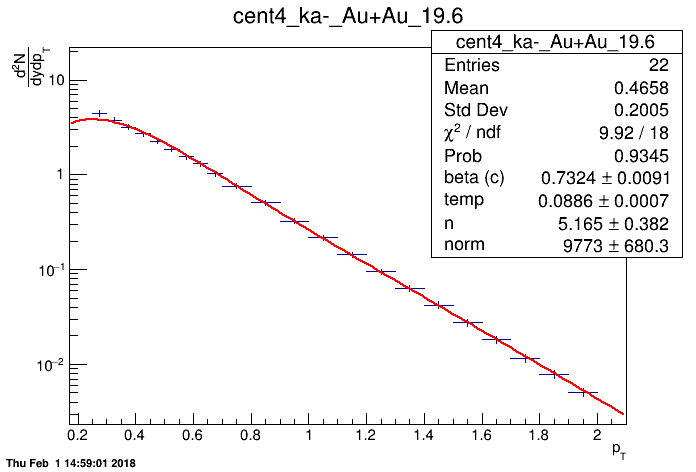 cent4_ka-_Au+Au_19.6
d²N
dydp_T
cent4_ka-_Au+Au_19.6
Entries 22
Mean 0.4658
Std Dev 0.2005
χ² / ndf 9.92 / 18
Prob 0.9345
beta (c) 0.7324 ± 0.0091
temp 0.0886 ± 0.0007
n 5.165 ± 0.382
norm 9773 ± 680.3
10
1
10⁻¹
10⁻²
0.2 0.4 0.6 0.8 1 1.2 1.4 1.6 1.8 2
p_T
Thu Feb 1 14:59:01 2018